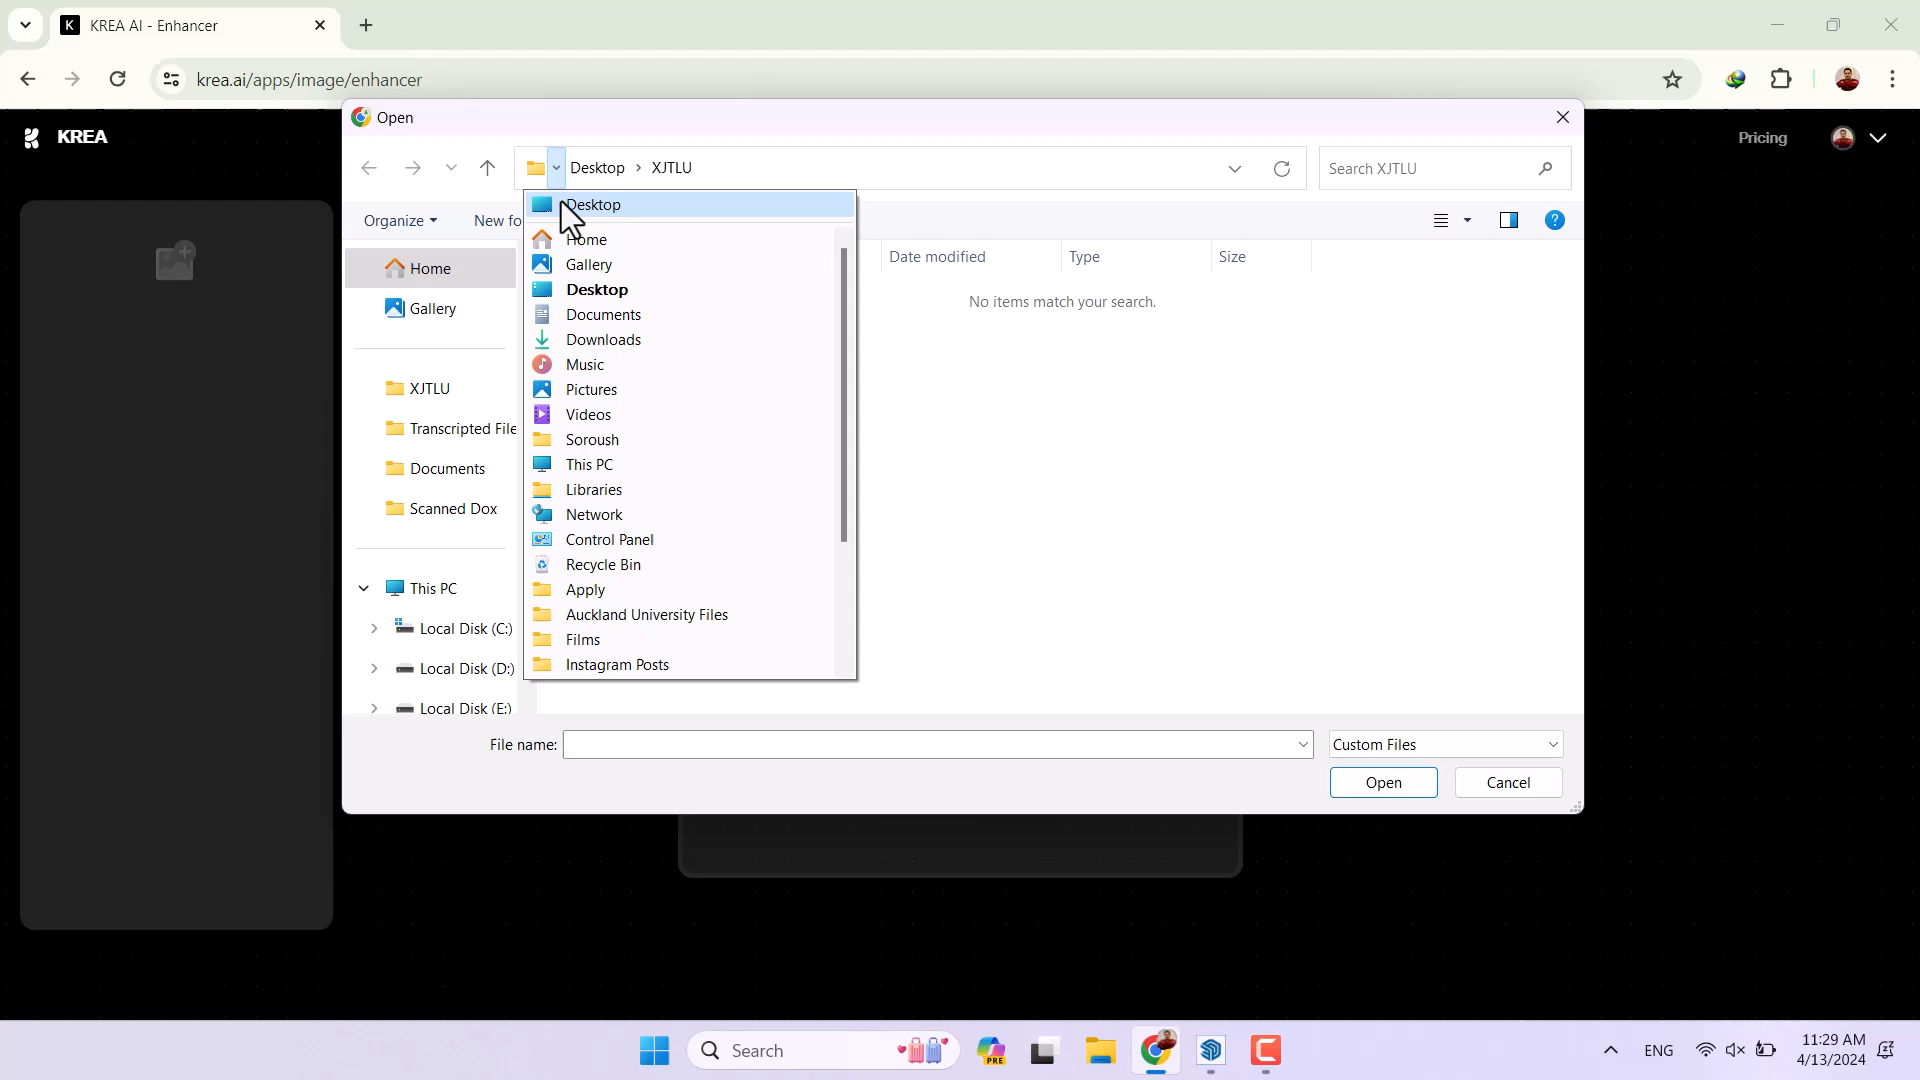 KREA AI - Enhancer
krea.ai/apps/image/enhancer
KREA
Pricing
Open
Desktop > XJTLU
Search XJTLU
Organize
New fo
Desktop
Home
Gallery
Desktop
Documents
Downloads
Music
Pictures
Videos
Soroush
This PC
Libraries
Network
Control Panel
Recycle Bin
Apply
Auckland University Files
Films
Instagram Posts
Home
Gallery
XJTLU
Transcripted File
Documents
Scanned Dox
This PC
Local Disk (C:)
Local Disk (D:)
Local Disk (E:)
Date modified
Type
Size
No items match your search.
File name:
Custom Files
Open
Cancel
Search
PRE
ENG
11:29 AM
4/13/2024